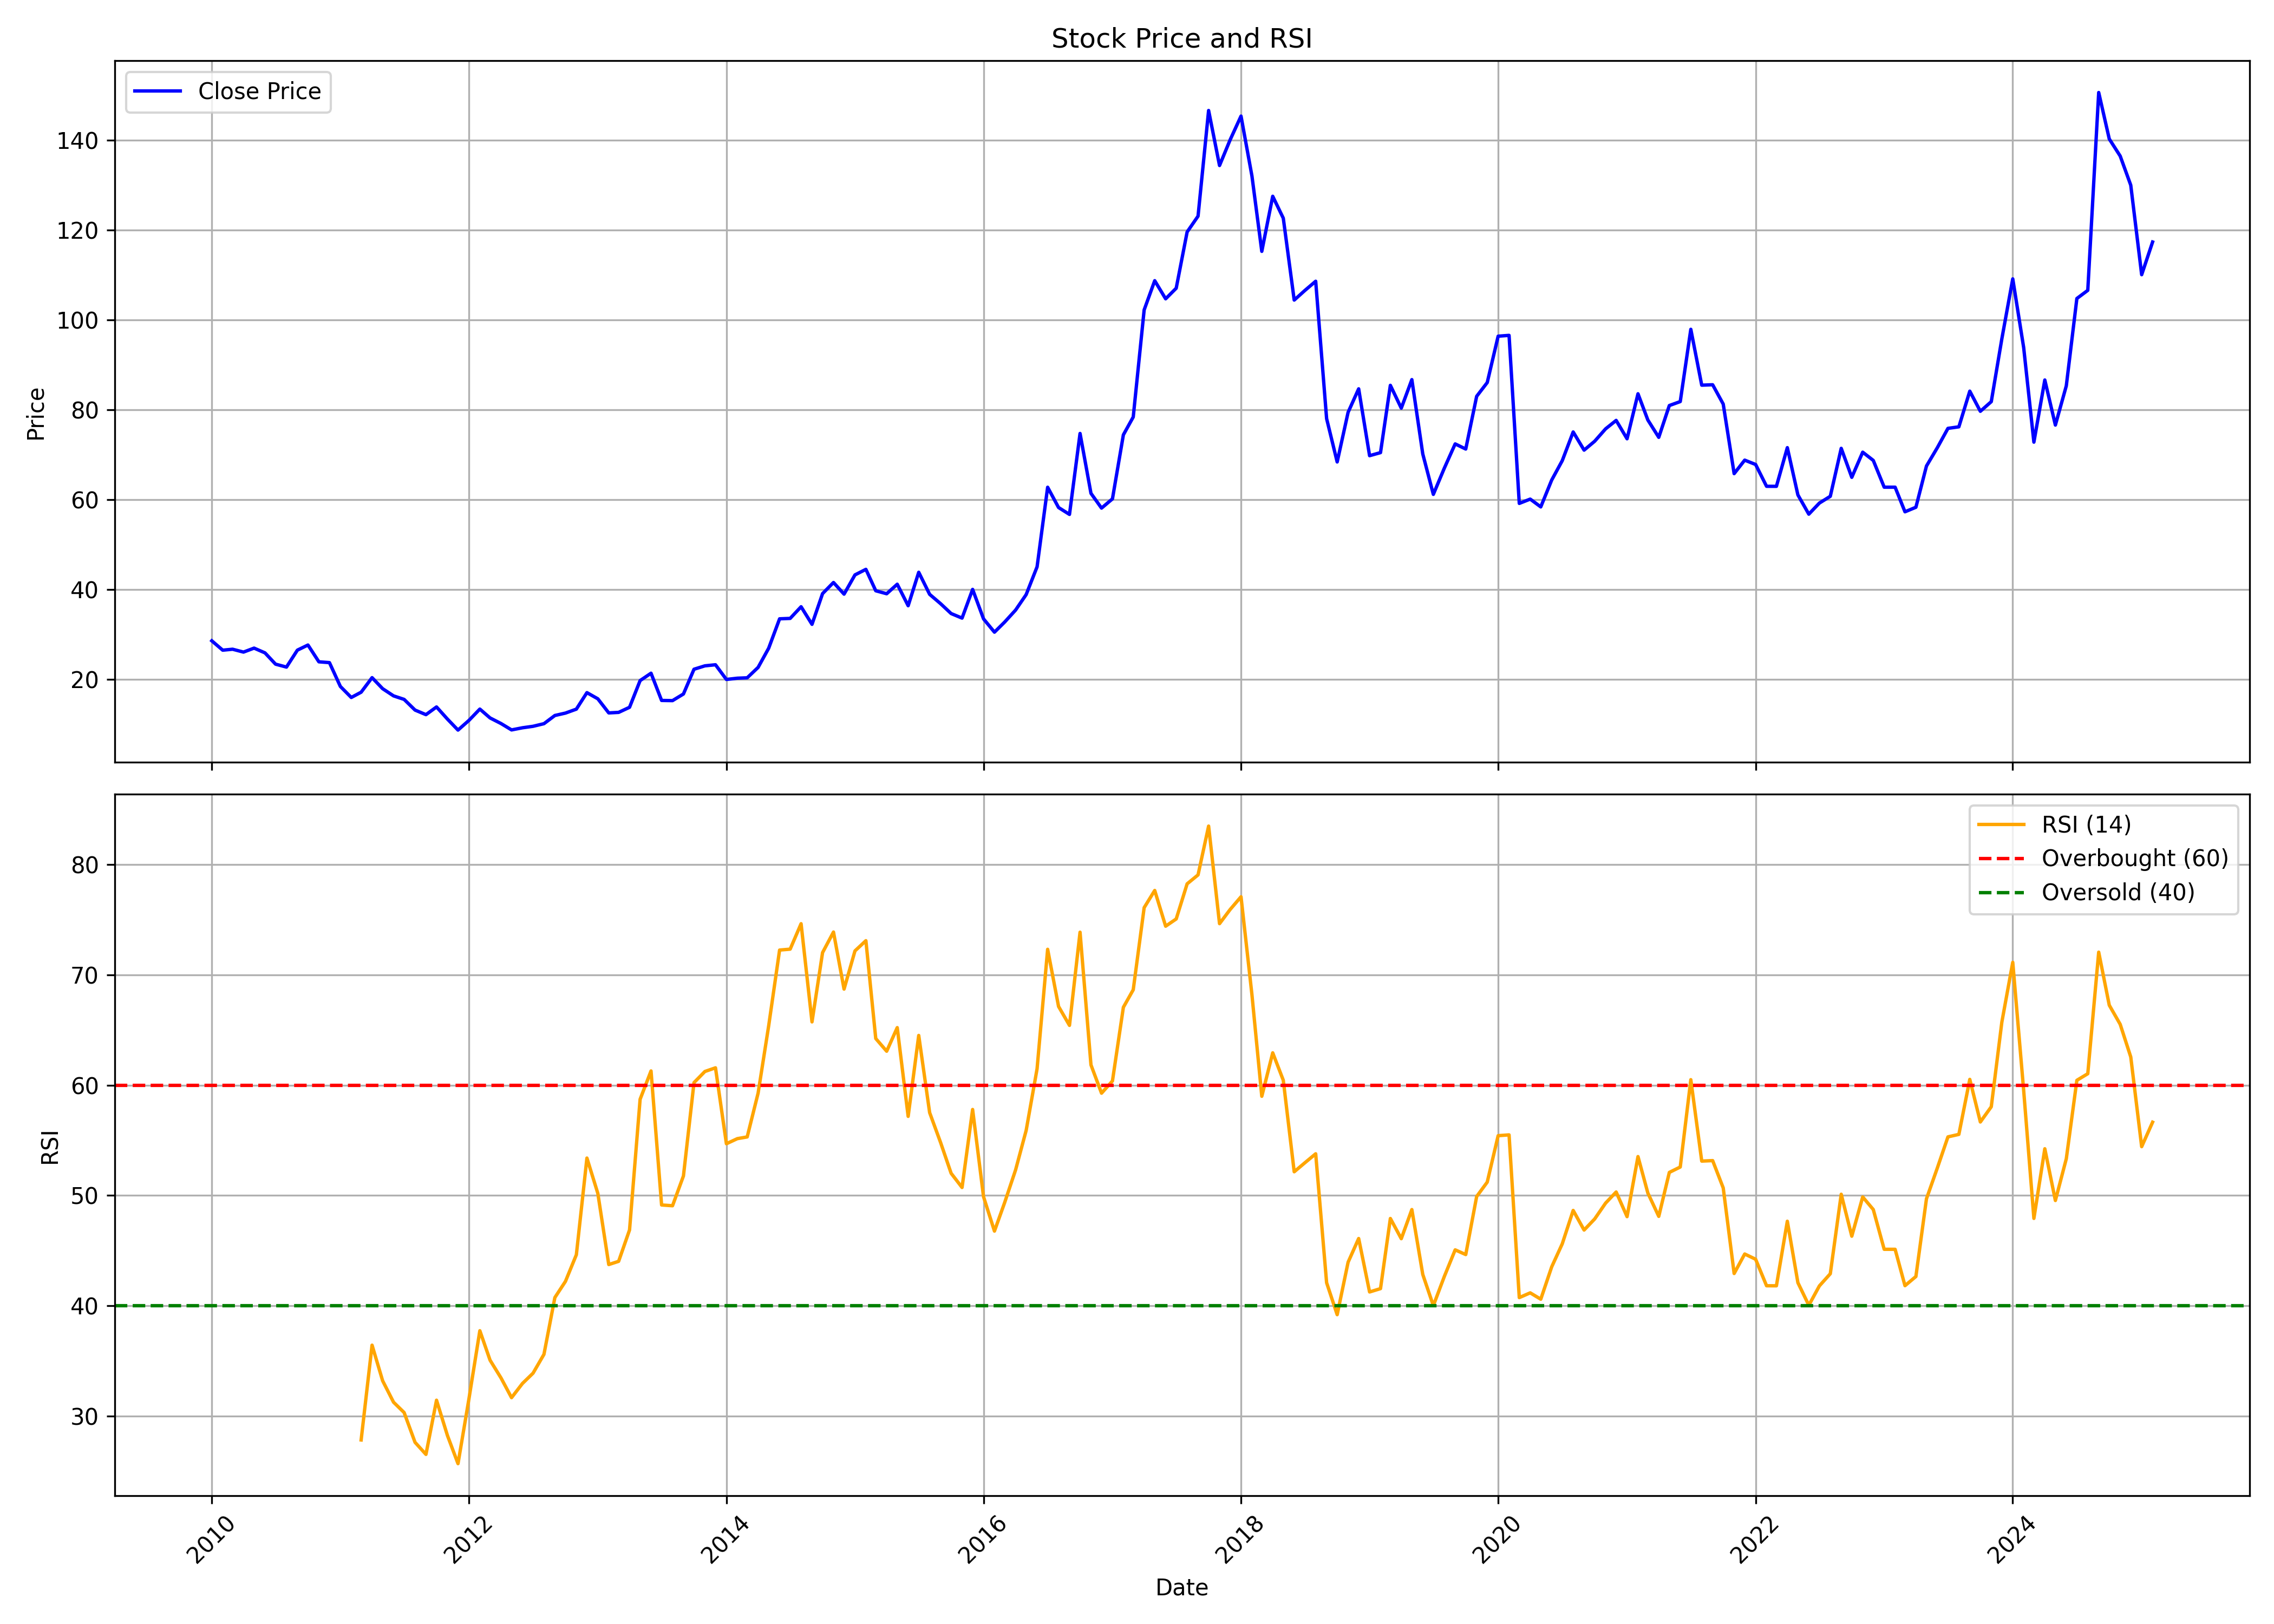 Stock Price and RSI
Close Price
140
120
100
80
60
40
20
Price
RSI (14)
Overbought (60)
Oversold (40)
80
70
60
50
40
30
RSI
2010 2012 2014 2016 2018 2020 2022 2024
Date